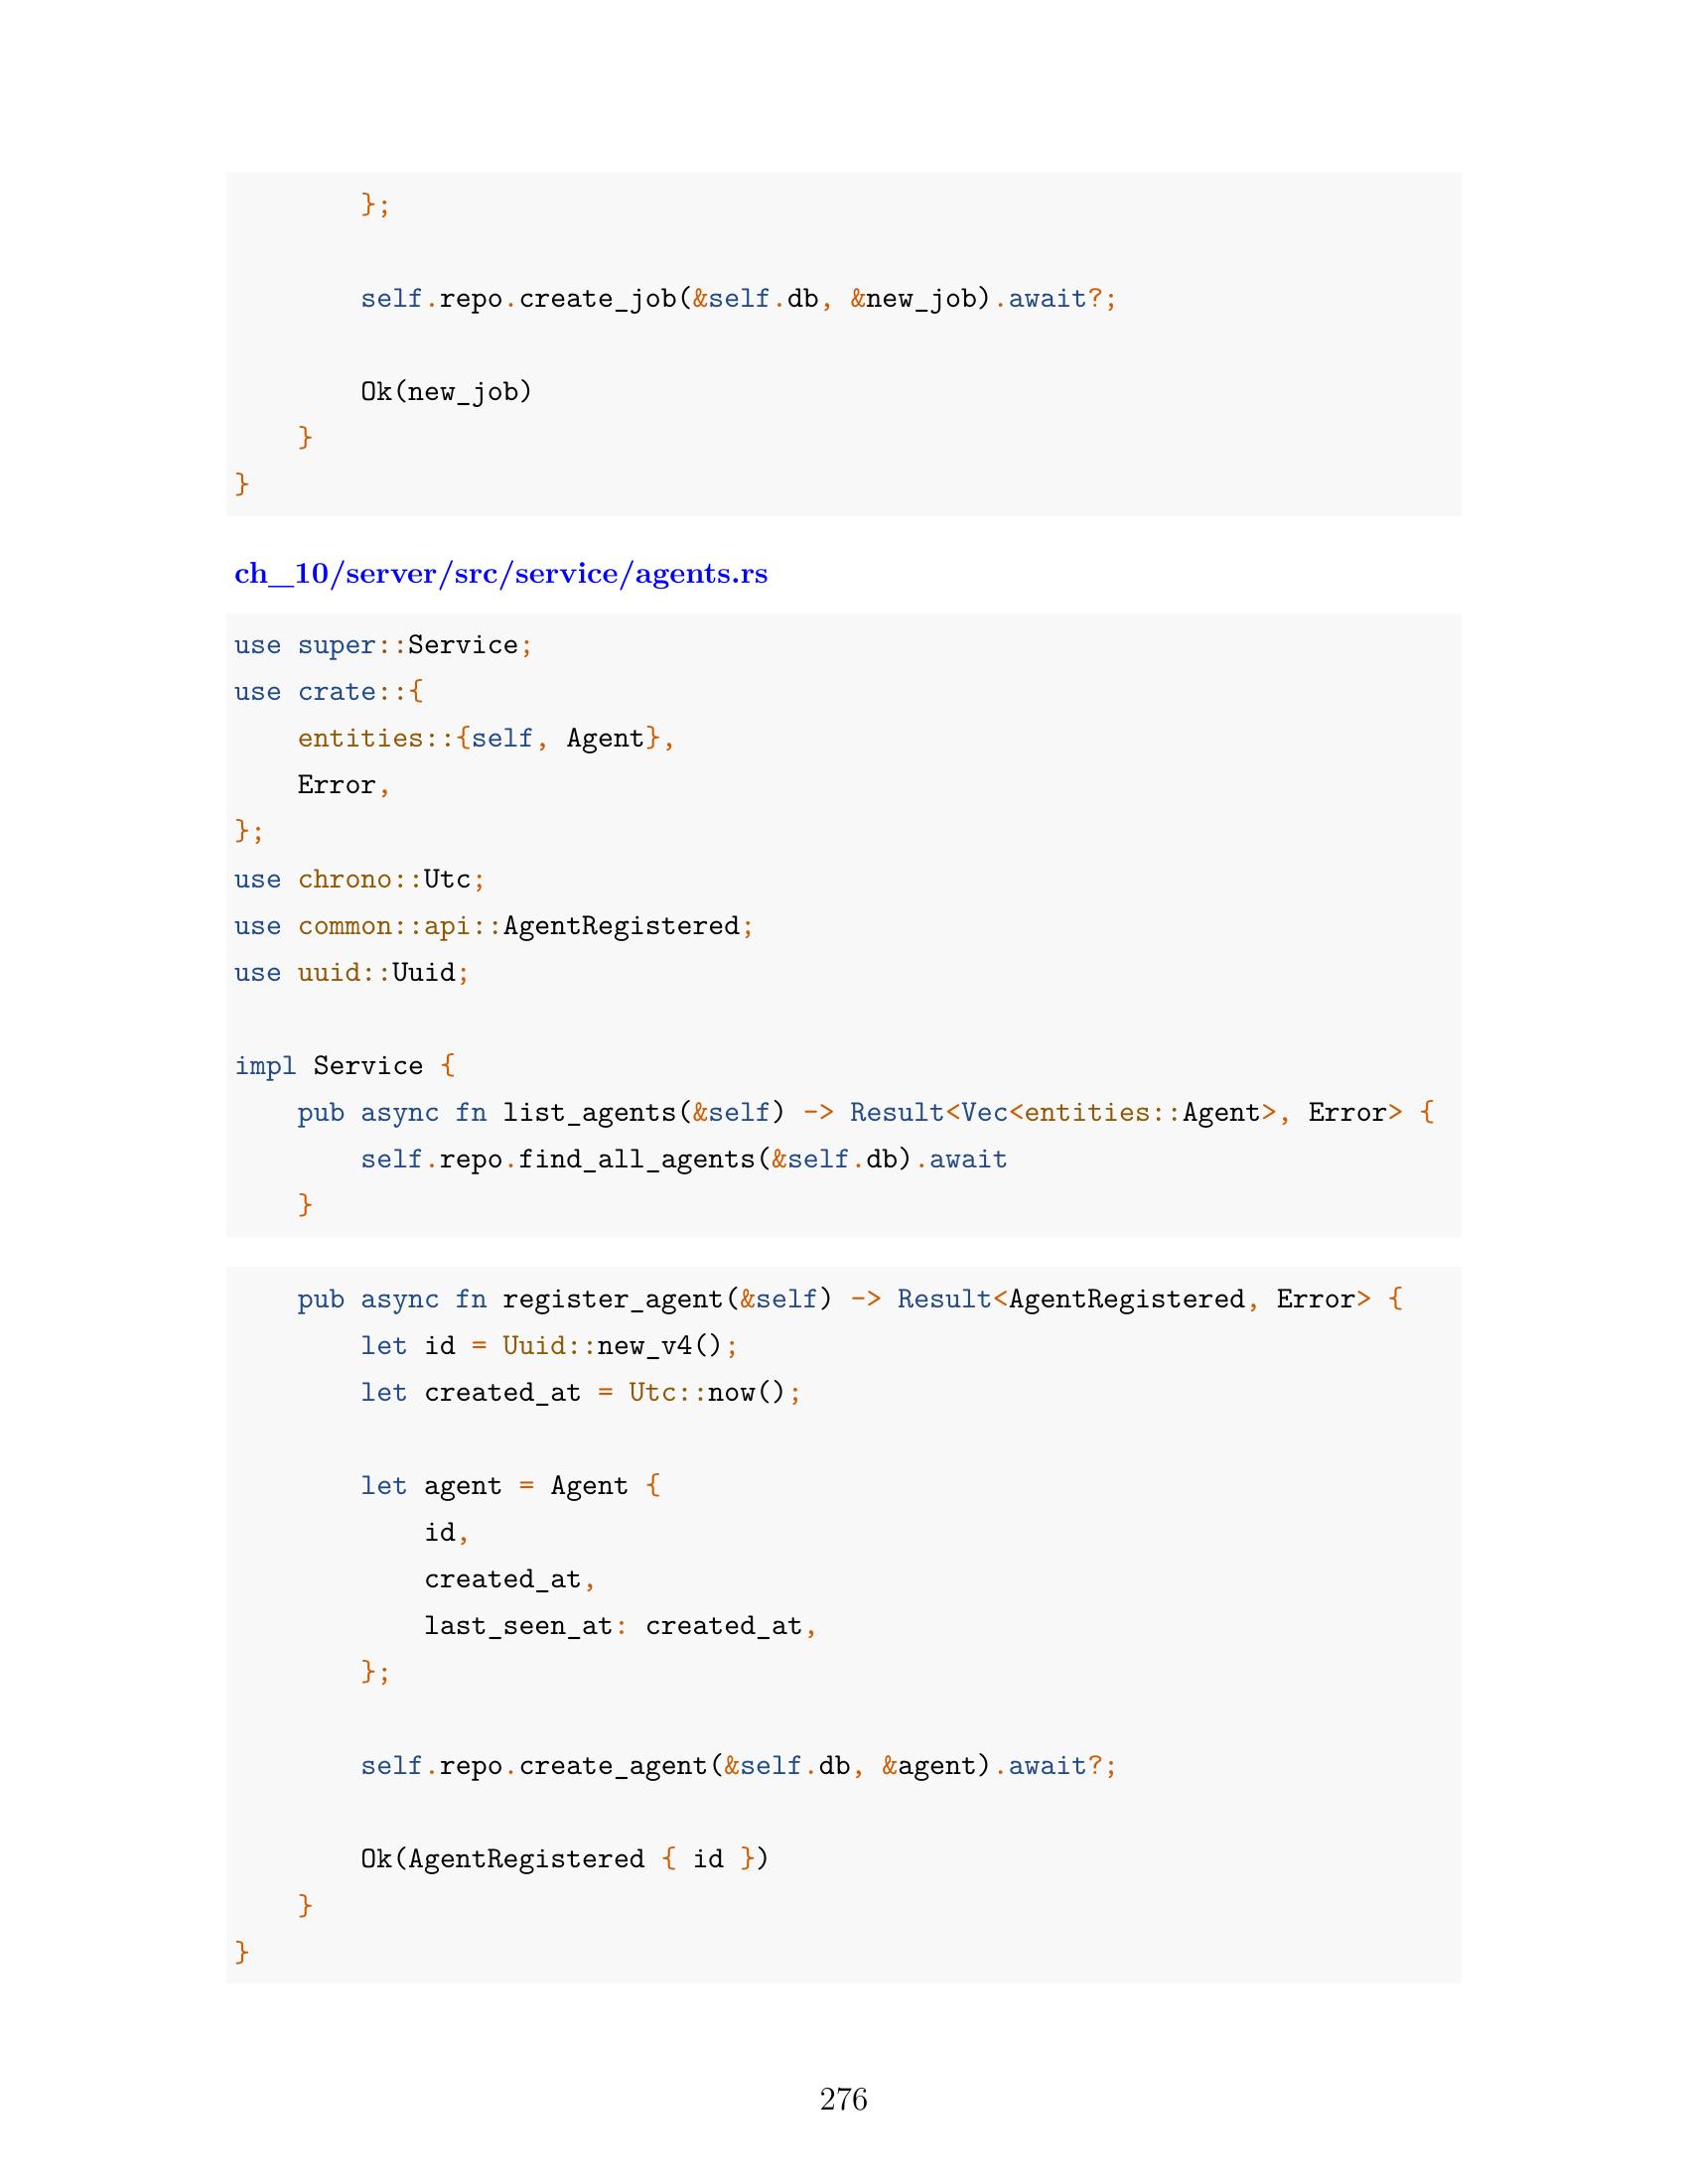 };

        self.repo.create_job(&self.db, &new_job).await?;

        Ok(new_job)
    }
}
ch_10/server/src/service/agents.rs
use super::Service;
use crate::{
    entities::{self, Agent},
    Error,
};
use chrono::Utc;
use common::api::AgentRegistered;
use uuid::Uuid;

impl Service {
    pub async fn list_agents(&self) -> Result<Vec<entities::Agent>, Error> {
        self.repo.find_all_agents(&self.db).await
    }

    pub async fn register_agent(&self) -> Result<AgentRegistered, Error> {
        let id = Uuid::new_v4();
        let created_at = Utc::now();

        let agent = Agent {
            id,
            created_at,
            last_seen_at: created_at,
        };

        self.repo.create_agent(&self.db, &agent).await?;

        Ok(AgentRegistered { id })
    }
}
276